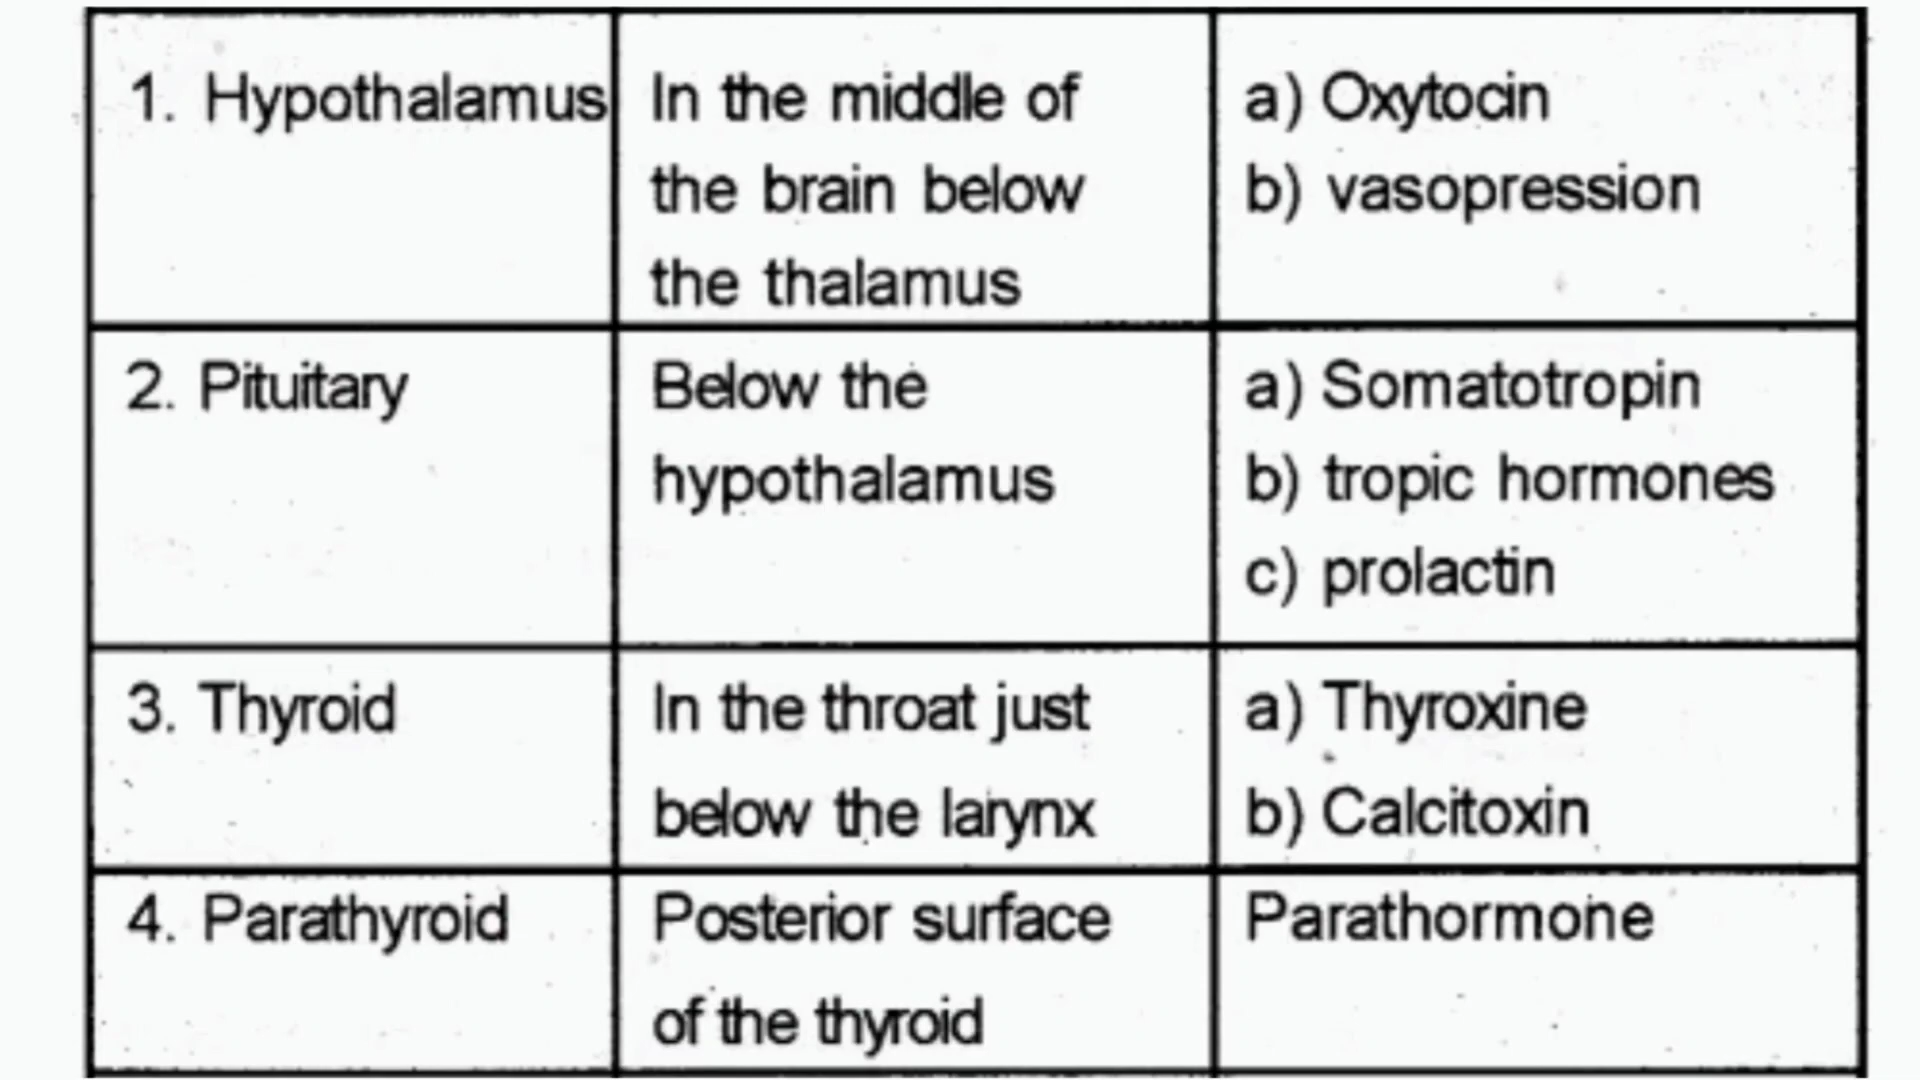 1. Hypothalamus
In the middle of
the brain below
the thalamus
a) Oxytocin
b) vasopression
2. Pituitary
Below the
hypothalamus
a) Somatotropin
b) tropic hormones
c) prolactin
3. Thyroid
In the throat just
below the larynx
a) Thyroxine
b) Calcitoxin
4. Parathyroid
Posterior surface
of the thyroid
Parathormone